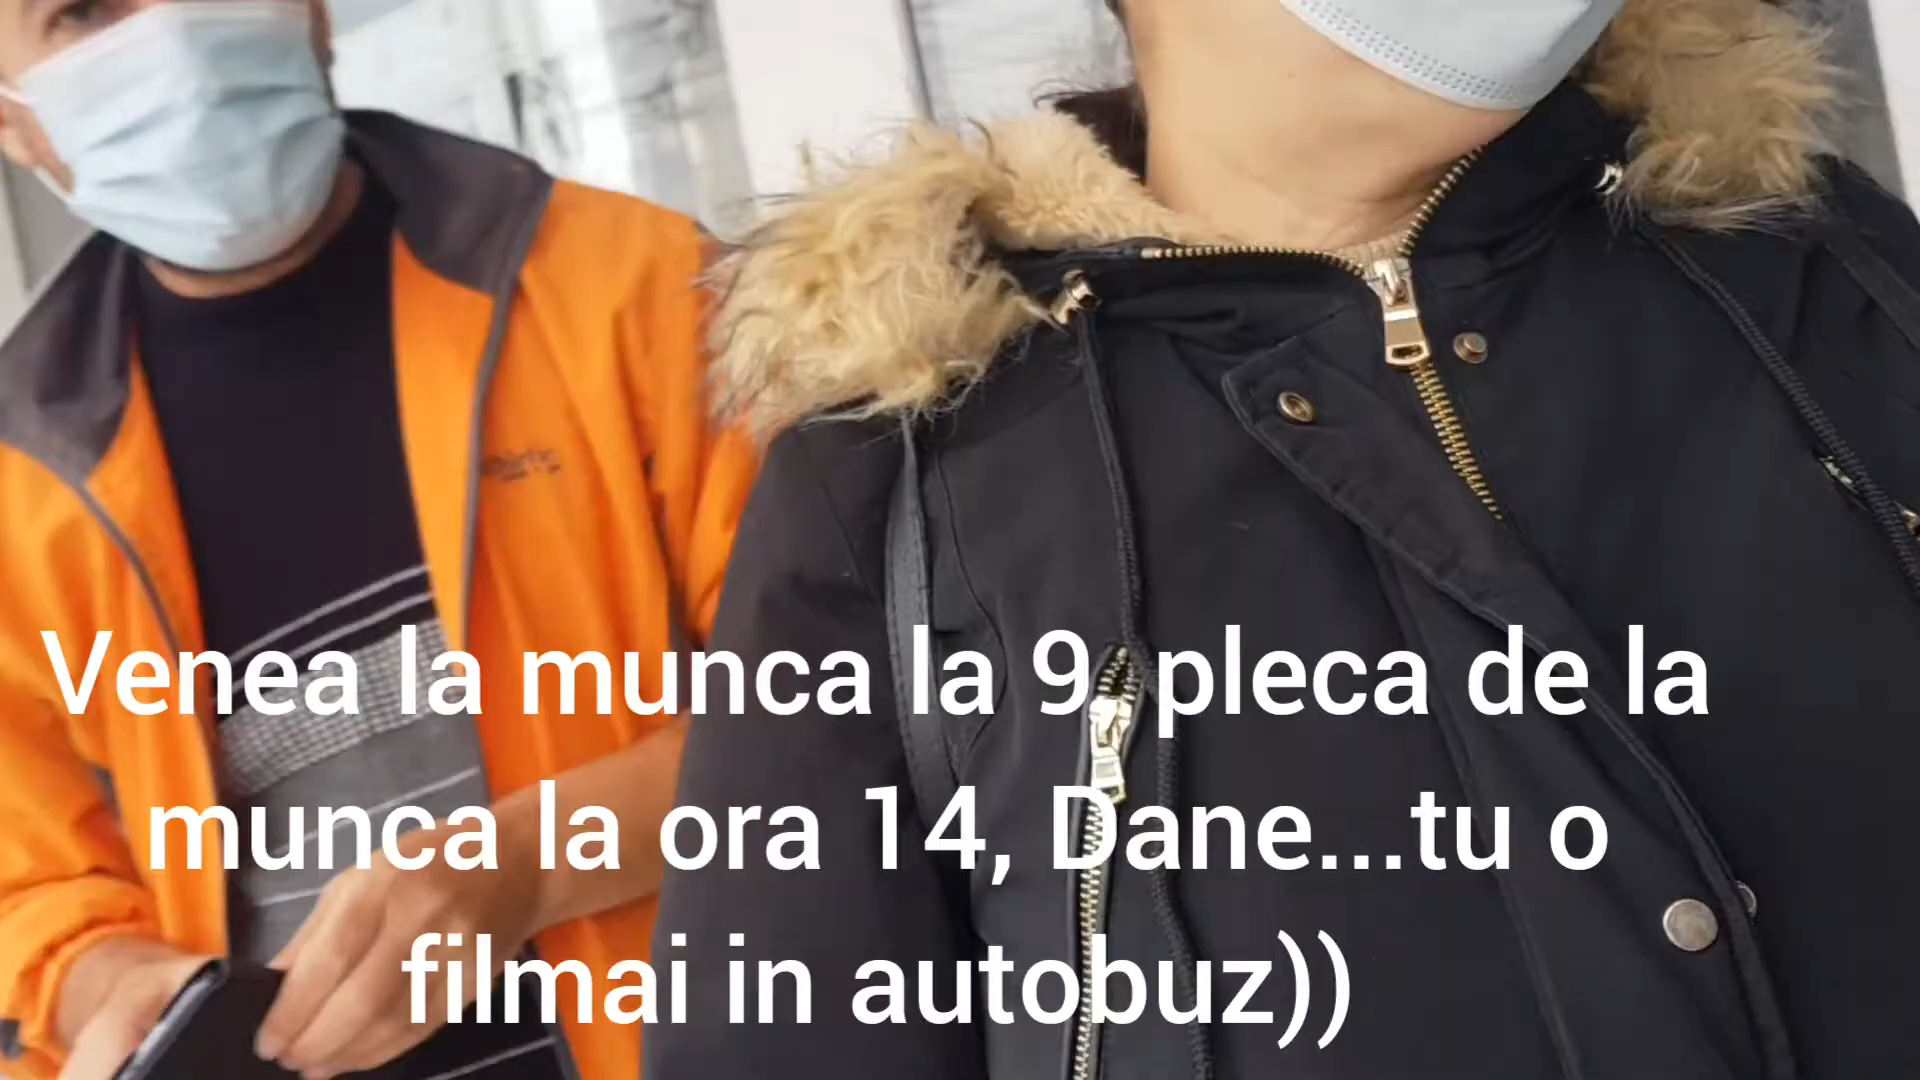 Venea la munca la 9, pleca de la
munca la ora 14, Dane...tu o
filmai in autobuz))